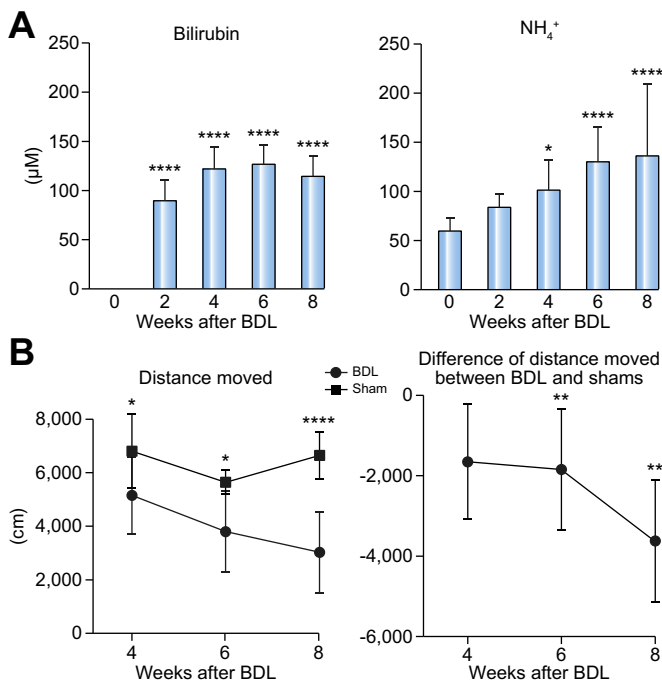 A
Bilirubin
250
200
150
100
50
0
(µM)
****
****
****
****
0 2 4 6 8
Weeks after BDL
NH₄⁺
250
200
150
100
50
0
*
****
****
0 2 4 6 8
Weeks after BDL
B
Distance moved
BDL
Sham
8,000
6,000
4,000
2,000
0
(cm)
*
*
****
4 6 8
Weeks after BDL
Difference of distance moved
between BDL and shams
0
-2,000
-4,000
-6,000
**
**
4 6 8
Weeks after BDL